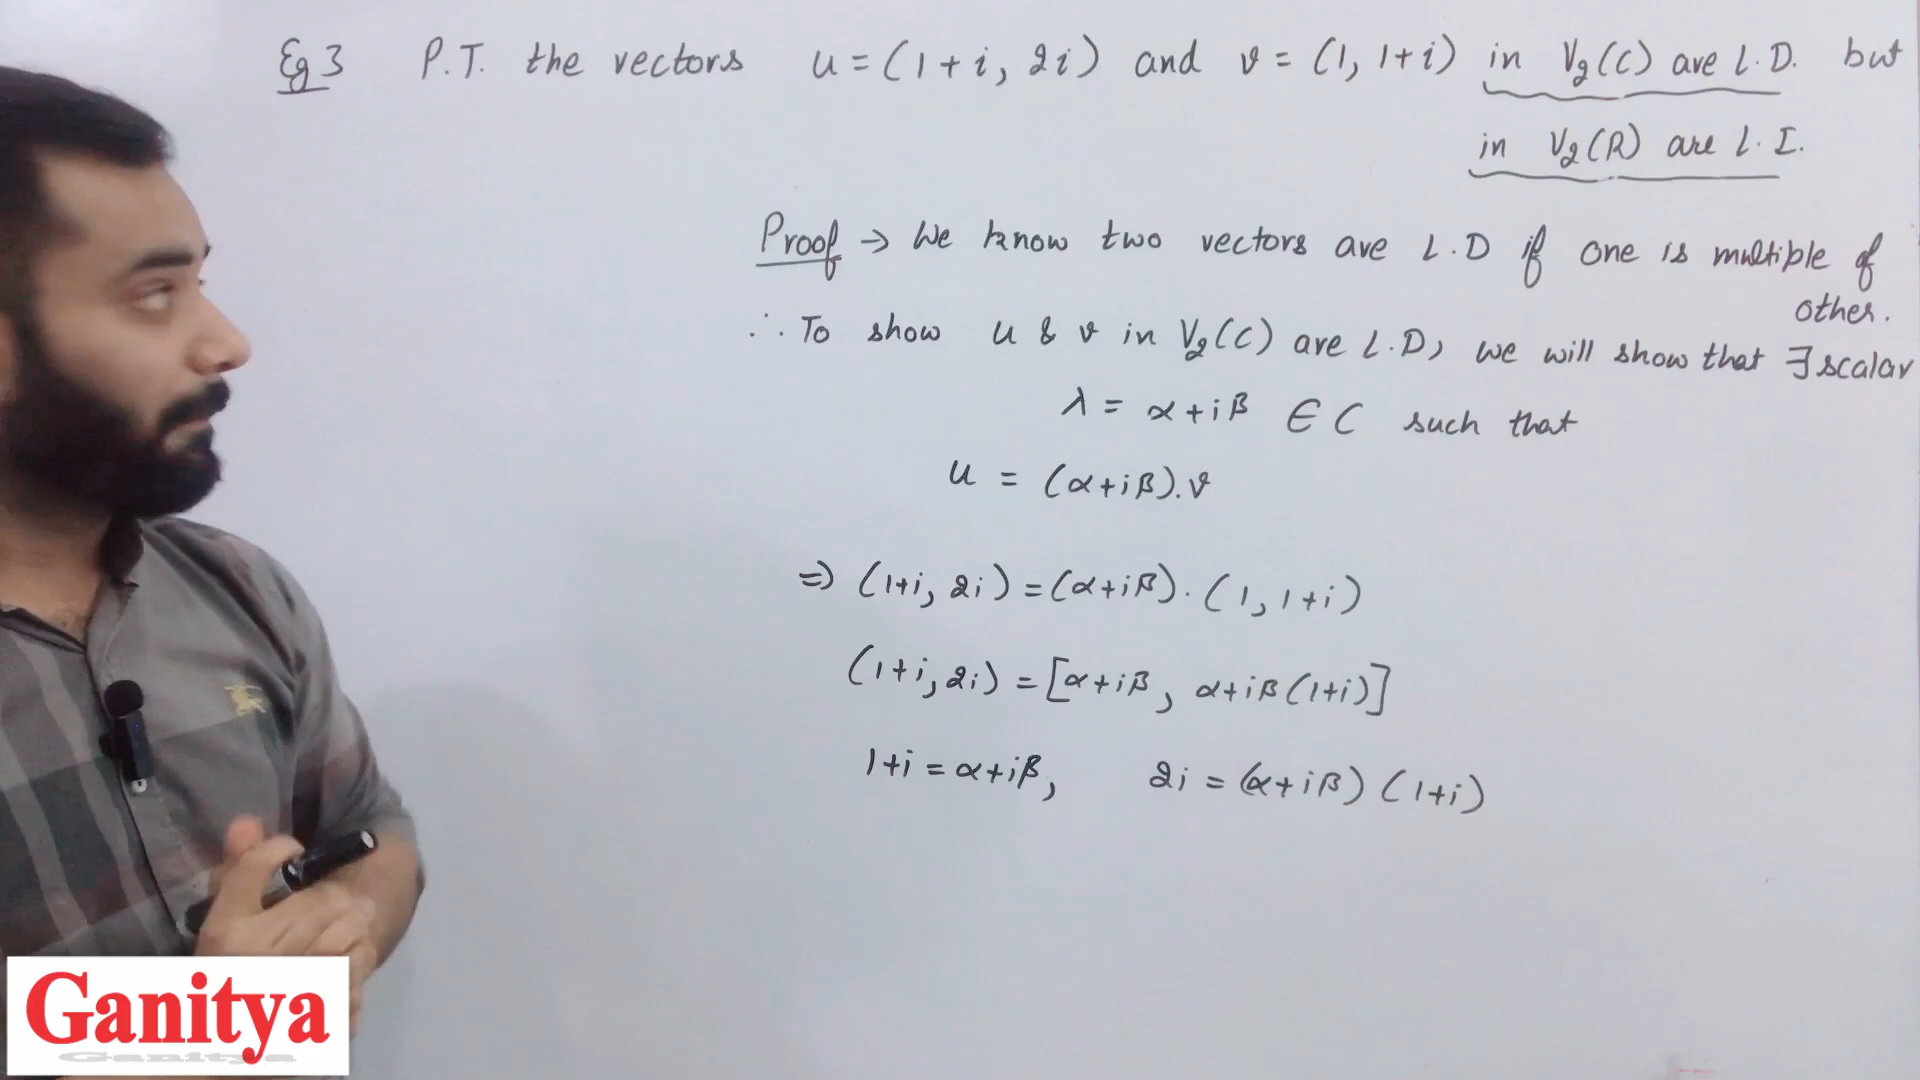 Eg 3 P.T. the vectors u = (1+i, 2i) and v = (1, 1+i) in V₂(C) are L.D. but
in V₂(R) are L.I.
Proof → We know two vectors are L.D if one is multiple of
other.
∴ To show u & v in V₂(C) are L.D, we will show that ∃ scalar
λ = α+iβ ∈ C such that
u = (α+iβ).v
⇒ (1+i, 2i) = (α+iβ). (1, 1+i)
(1+i, 2i) = [α+iβ, α+iβ(1+i)]
1+i = α+iβ, 2i = (α+iβ) (1+i)
Ganitya